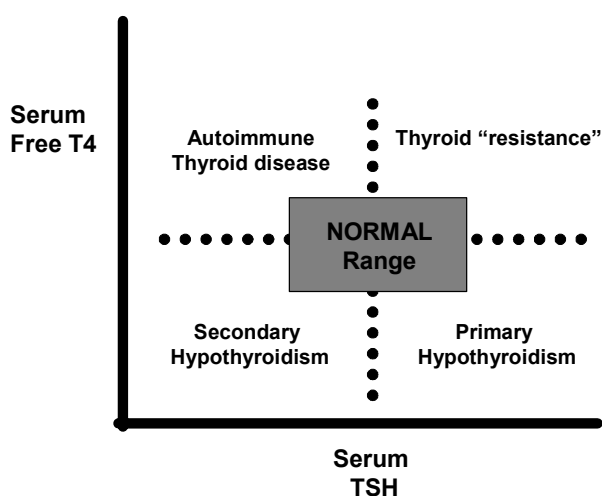 Serum
Free T4
Autoimmune
Thyroid disease
Thyroid “resistance”
NORMAL
Range
Secondary
Hypothyroidism
Primary
Hypothyroidism
Serum
TSH